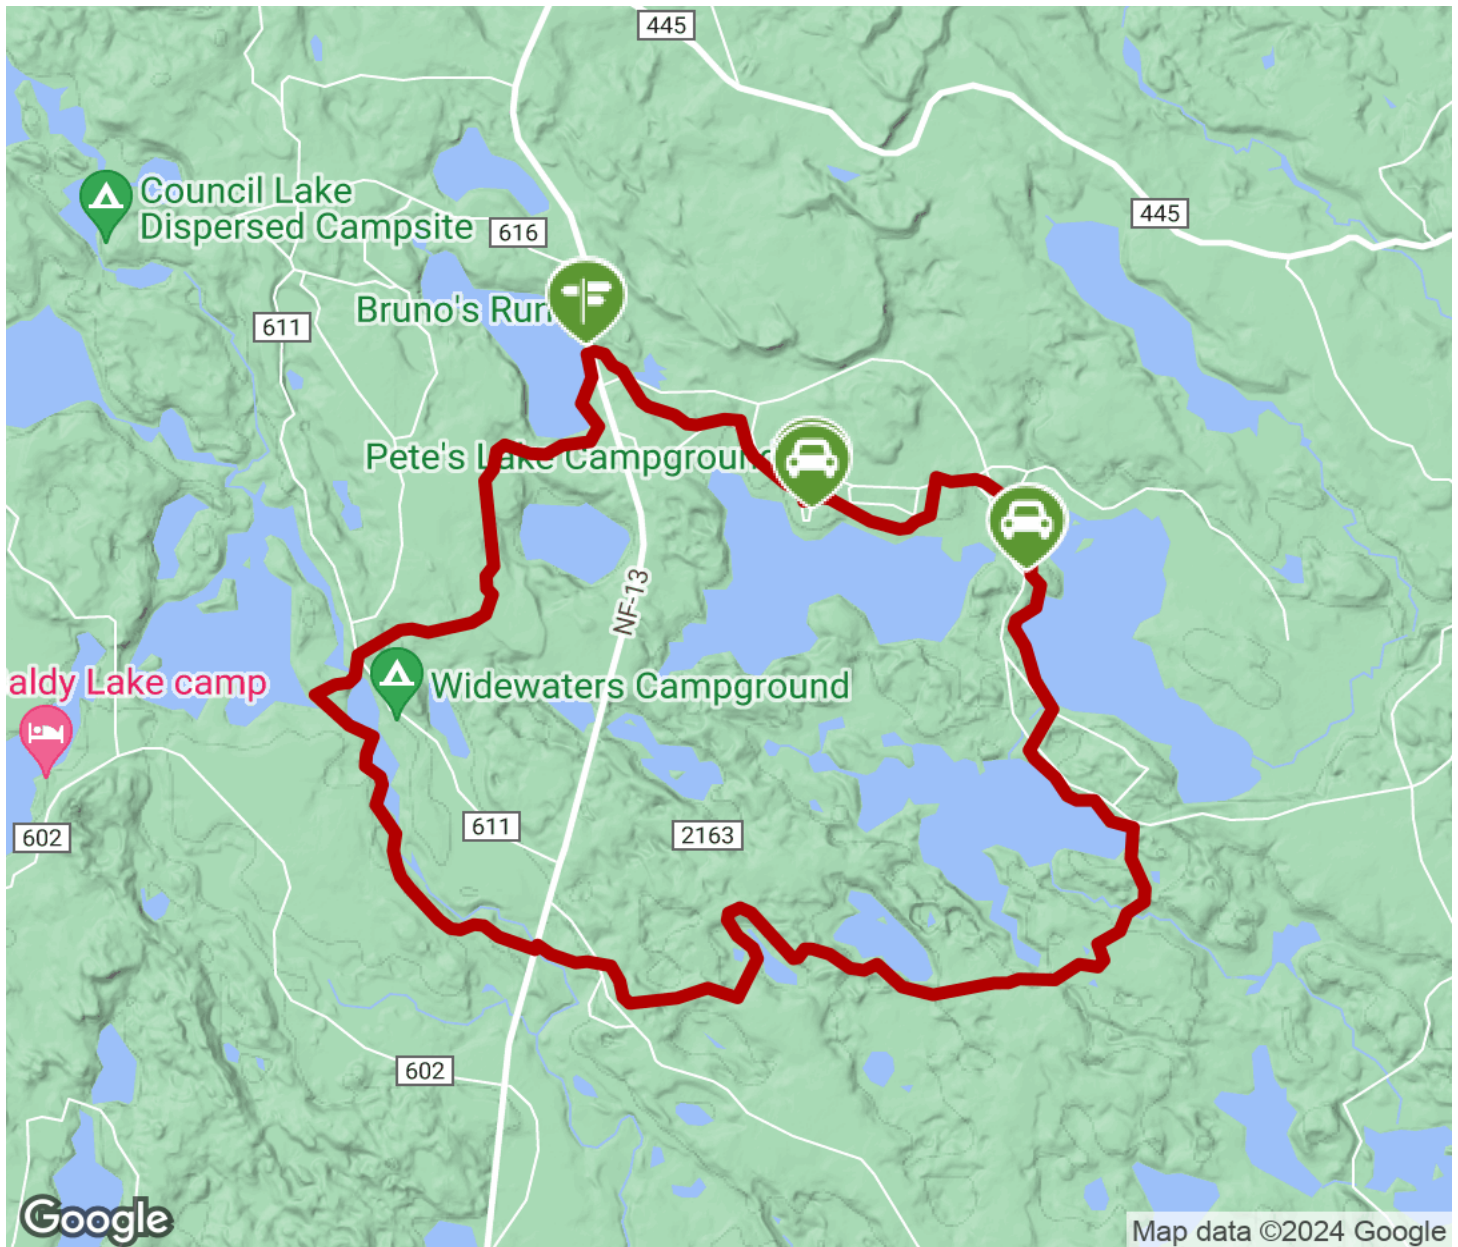 445
Council Lake
Dispersed Campsite
616
445
Bruno's Run
611
Pete's Lake Campground
NF-13
aldy Lake camp
Widewaters Campground
602
611
2163
602
Google
Map data ©2024 Google